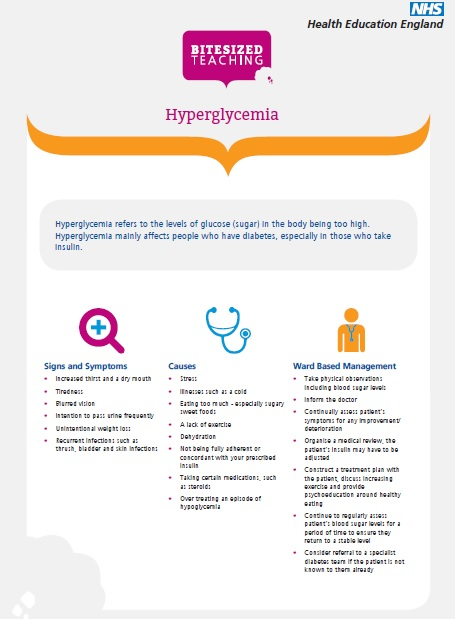 NHS
Health Education England
BITESIZED
TEACHING
Hyperglycemia
Hyperglycemia refers to the levels of glucose (sugar) in the body being too high.
Hyperglycemia mainly affects people who have diabetes, especially in those who take
insulin.
Signs and Symptoms
• Increased thirst and a dry mouth
• Tiredness
• Blurred vision
• Intention to pass urine frequently
• Unintentional weight loss
• Recurrent infections such as
thrush, bladder and skin infections
Causes
• Stress
• Illnesses such as a cold
• Eating too much - especially sugary
sweet foods
• A lack of exercise
• Dehydration
• Not being fully adherent or
concordant with your prescribed
insulin
• Taking certain medications, such
as steroids
• Over treating an episode of
hypoglycemia
Ward Based Management
• Take physical observations
including blood sugar levels
• Inform the doctor
• Continually assess patient's
symptoms for any improvement/
deterioration
• Organise a medical review, the
patient's insulin may have to be
adjusted
• Construct a treatment plan with
the patient, discuss increasing
exercise and provide
psychoeducation around healthy
eating
• Continue to regularly assess
patient's blood sugar levels for a
period of time to ensure they
return to a stable level
• Consider referral to a specialist
diabetes team if the patient is not
known to them already